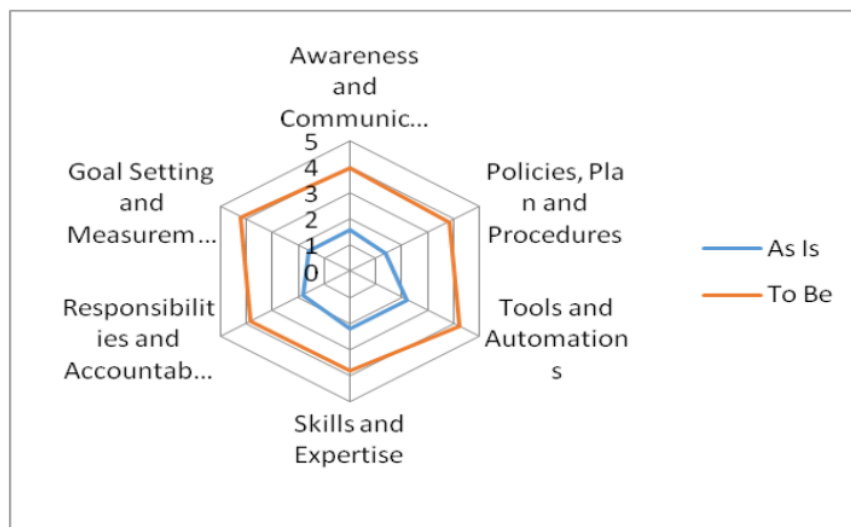 Awareness
and
Communic...
5
4
3
2
1
0
Goal Setting
and
Measurem...
Policies, Pla
n and
Procedures
As Is
To Be
Responsibilit
ies and
Accountab...
Tools and
Automation
s
Skills and
Expertise